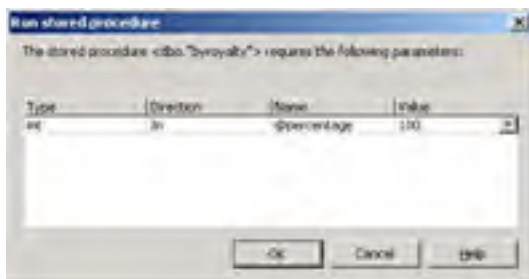 Run stored procedure
The stored procedure <dbo."byroyalty"> requires the following parameters:
Type Direction Name Value
int In @percentage 100
OK Cancel Help